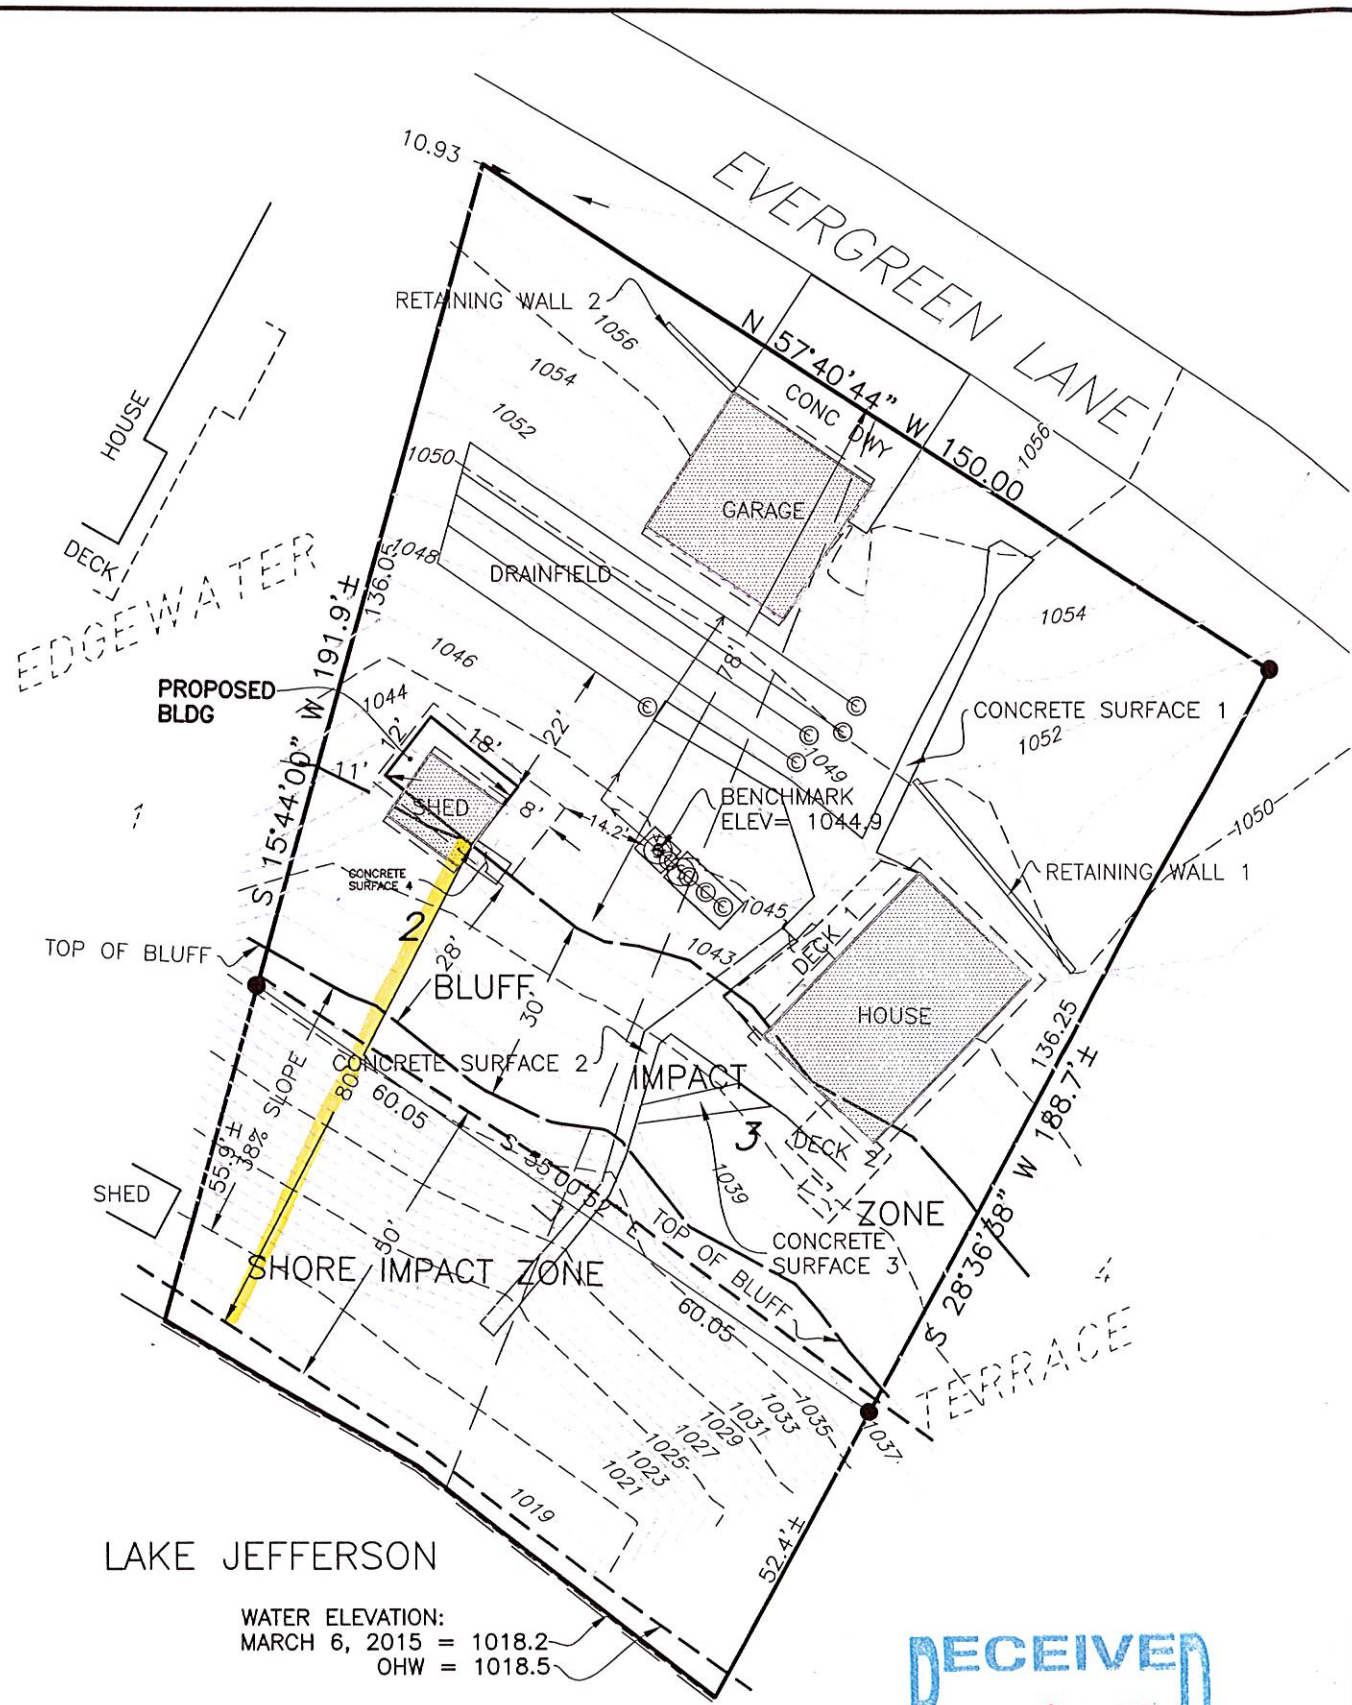 10.93
EVERGREEN LANE
RETAINING WALL 2
1056
N 57°40'44" W 150.00
1054
CONC DWY
1056
HOUSE
1052
1050
GARAGE
DECK
1048
DRAINFIELD
136.05
1054
EDGEWATER
S 15°44'00" W 191.9'±
1046
78'
PROPOSED
BLDG
1044
CONCRETE SURFACE 1
12'
18'
22'
1052
11'
1049
SHED
8'
BENCHMARK
ELEV= 1044.9
1050
1
14.2'
CONCRETE
SURFACE 4
RETAINING WALL 1
2
1045
TOP OF BLUFF
1043
DECK 1
28'
BLUFF
30'
HOUSE
136.25
CONCRETE SURFACE 2
IMPACT
80'
38% SLOPE
60.05
3
S 55°00'52" E
DECK 2
S 28°36'38" W 188.7'±
55.9'±
1039
SHED
ZONE
TOP OF BLUFF
CONCRETE
SURFACE 3
50'
SHORE IMPACT ZONE
4
60.05
TERRACE
1035
1033
1031
1029
1027
1025
1023
1021
1037
1019
52.4'±
LAKE JEFFERSON
WATER ELEVATION:
MARCH 6, 2015 = 1018.2
OHW = 1018.5
RECEIVED